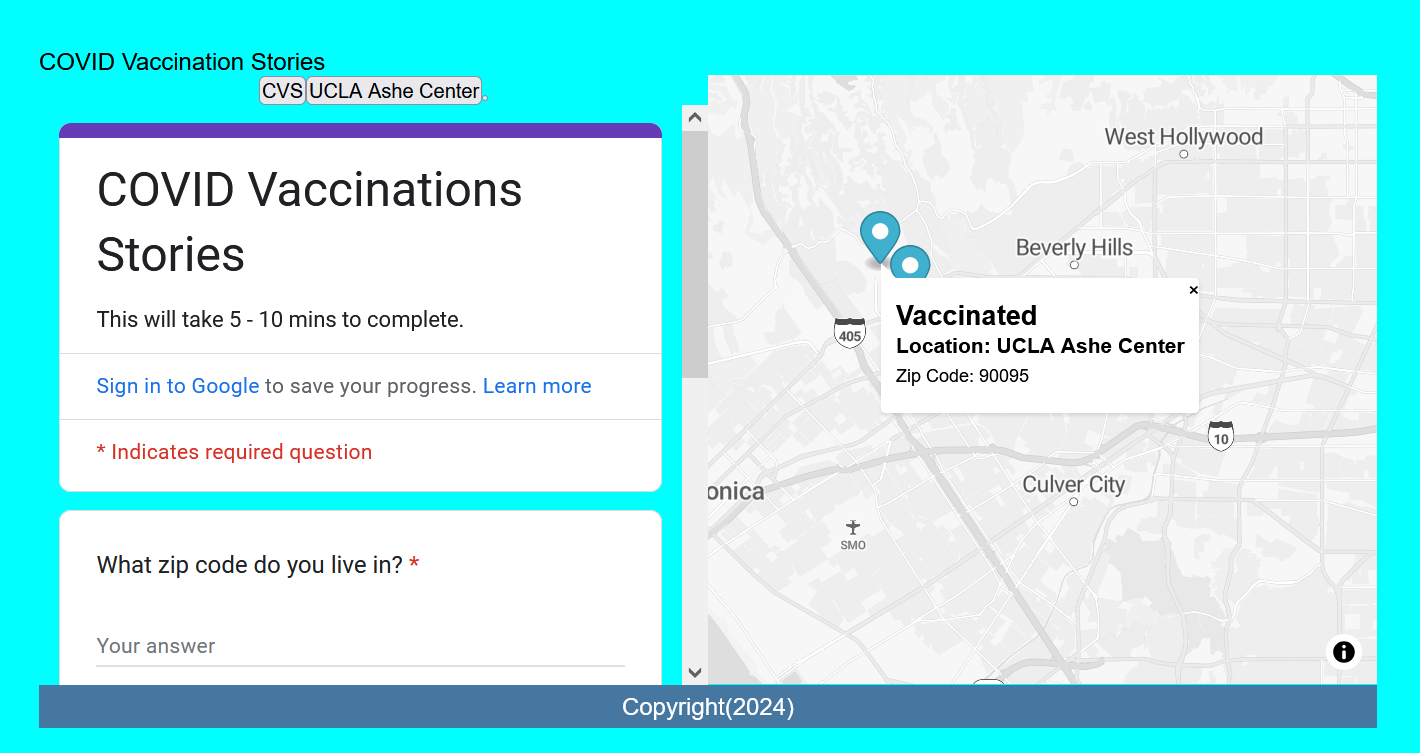 COVID Vaccination Stories
CVS UCLA Ashe Center
COVID Vaccinations
Stories
This will take 5 - 10 mins to complete.
Sign in to Google to save your progress. Learn more
* Indicates required question
What zip code do you live in? *
Your answer
West Hollywood
Beverly Hills
405
×
Vaccinated
Location: UCLA Ashe Center
Zip Code: 90095
10
Culver City
onica
SMO
Copyright(2024)